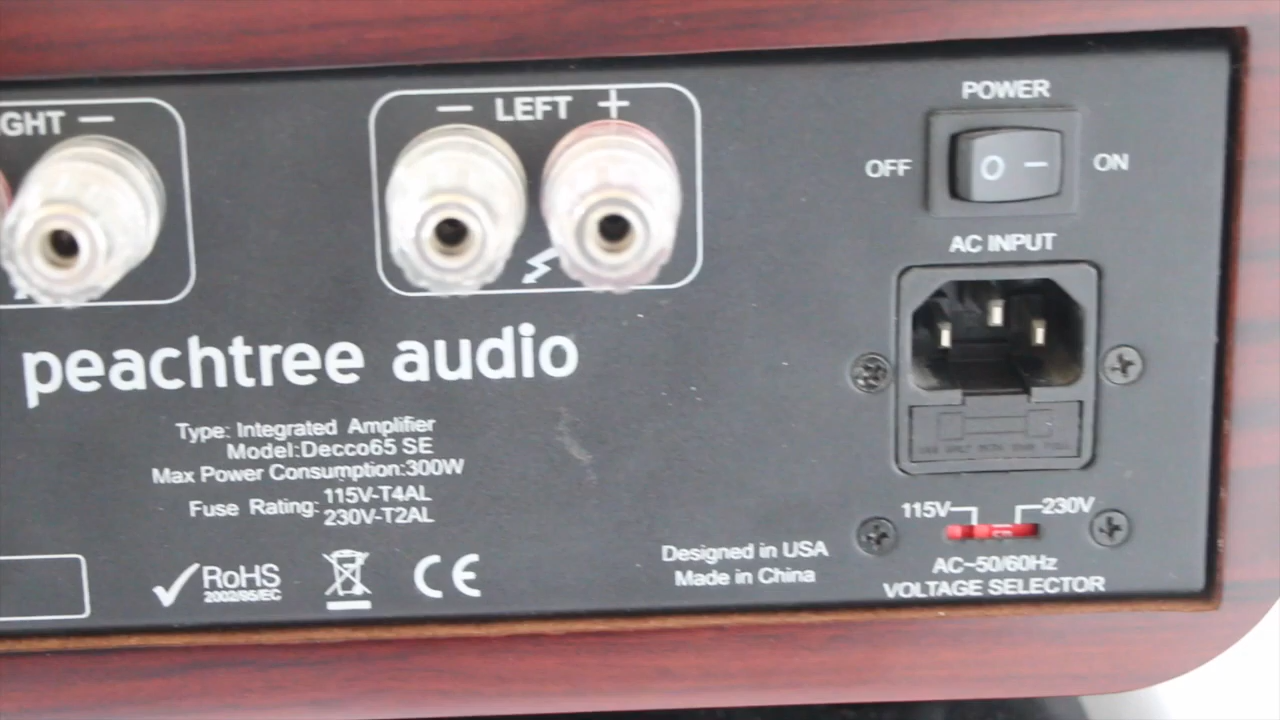 POWER
OFF
O
ON
IGHT −
− LEFT +
AC INPUT
peachtree audio
Type: Integrated Amplifier
Model:Decco65 SE
Max Power Consumption:300W
Fuse Rating: 115V-T4AL
230V-T2AL
115V
230V
RoHS
2002/95/EC
CE
Designed in USA
Made in China
AC~50/60Hz
VOLTAGE SELECTOR